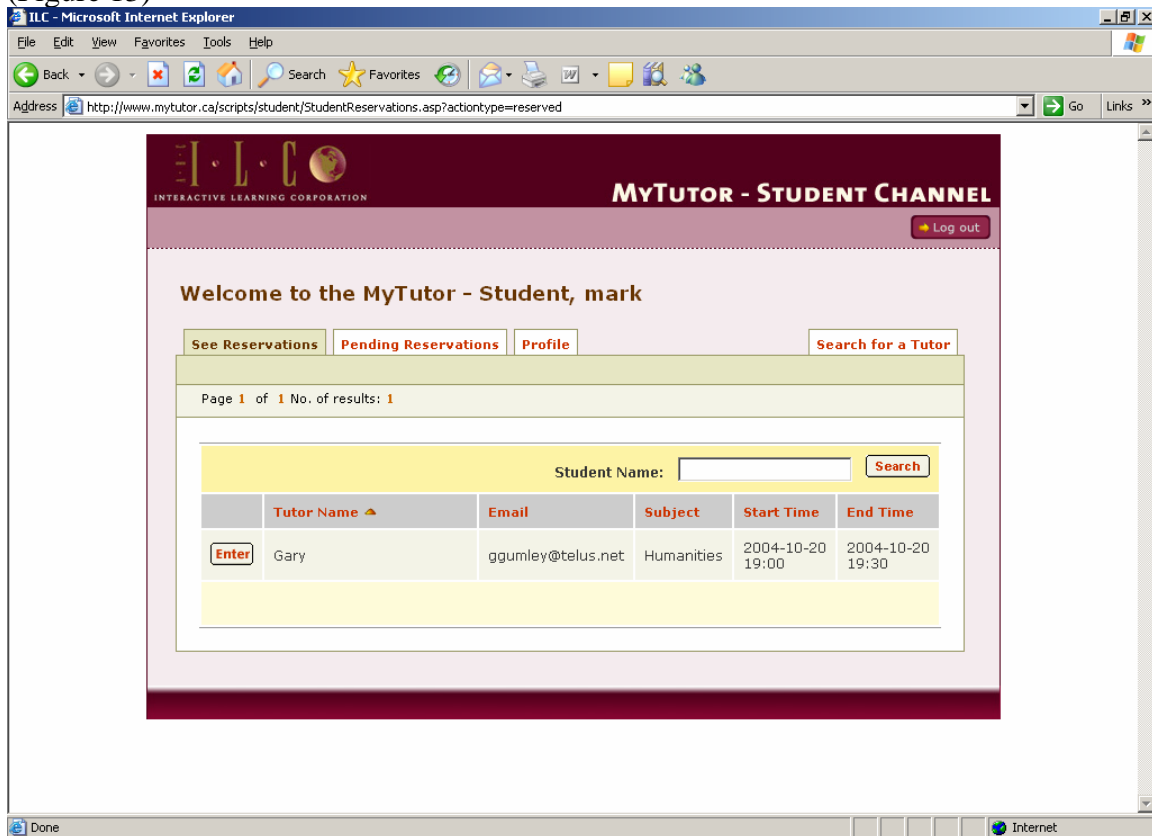 (Figure 13)
ILC - Microsoft Internet Explorer
File Edit View Favorites Tools Help
Back Search Favorites
Address http://www.mytutor.ca/scripts/student/StudentReservations.asp?actiontype=reserved Go Links »
I·L·C
INTERACTIVE LEARNING CORPORATION
MYTUTOR - STUDENT CHANNEL
Log out
Welcome to the MyTutor - Student, mark
See Reservations Pending Reservations Profile Search for a Tutor
Page 1 of 1 No. of results: 1
Student Name: Search
Tutor Name Email Subject Start Time End Time
Enter Gary ggumley@telus.net Humanities 2004-10-20 19:00 2004-10-20 19:30
Done Internet